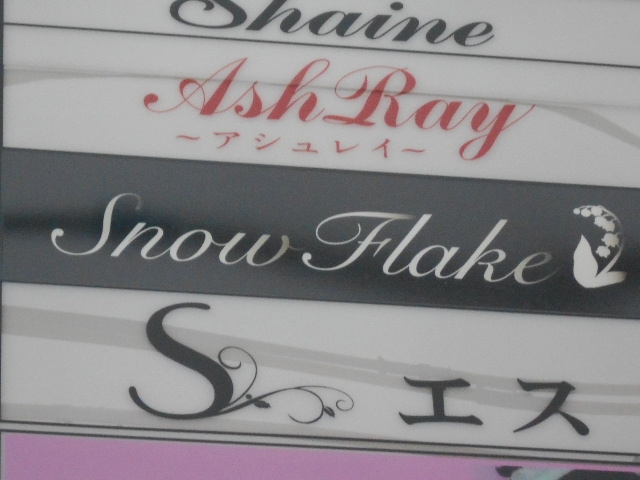 Shaine
AshRay
~アシュレイ~
Snow Flake
S エス